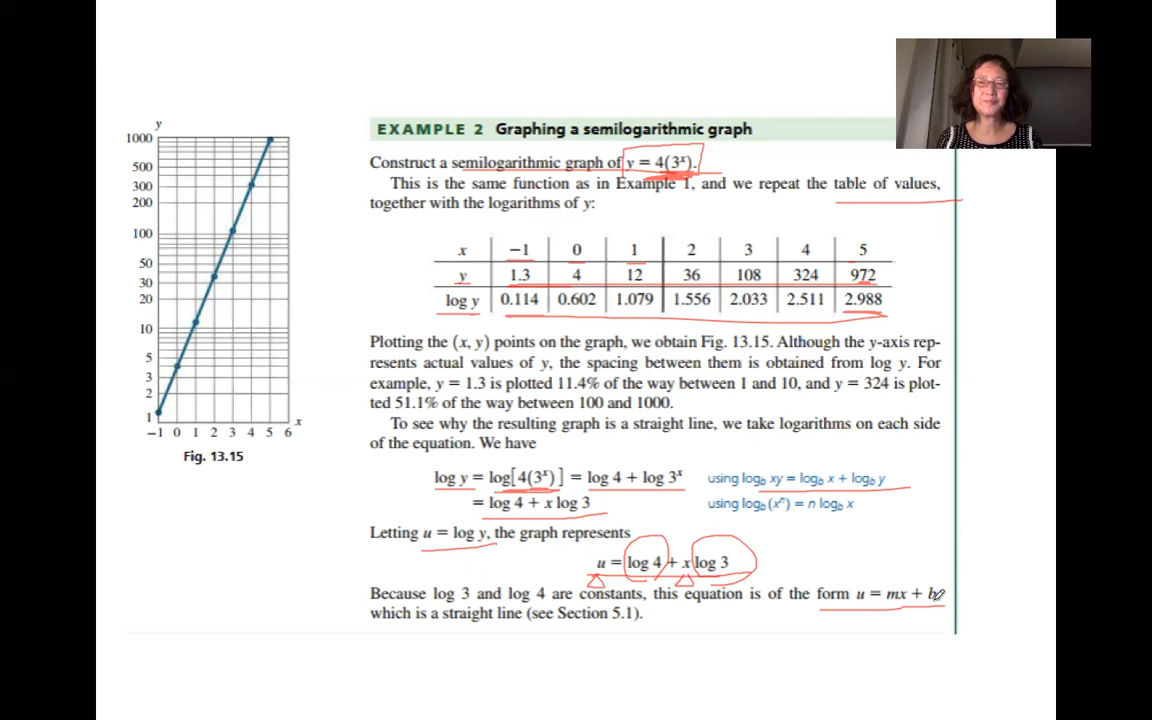 y
1000
500
300
200
100
50
30
20
10
5
3
2
1
−1 0 1 2 3 4 5 6 x
Fig. 13.15
EXAMPLE 2 Graphing a semilogarithmic graph
Construct a semilogarithmic graph of y = 4(3ˣ).
This is the same function as in Example 1, and we repeat the table of values,
together with the logarithms of y:
x −1 0 1 2 3 4 5
y 1.3 4 12 36 108 324 972
log y 0.114 0.602 1.079 1.556 2.033 2.511 2.988
Plotting the (x, y) points on the graph, we obtain Fig. 13.15. Although the y-axis rep-
resents actual values of y, the spacing between them is obtained from log y. For
example, y = 1.3 is plotted 11.4% of the way between 1 and 10, and y = 324 is plot-
ted 51.1% of the way between 100 and 1000.
To see why the resulting graph is a straight line, we take logarithms on each side
of the equation. We have
log y = log[4(3ˣ)] = log 4 + log 3ˣ using log_b xy = log_b x + log_b y
= log 4 + x log 3 using log_b(xⁿ) = n log_b x
Letting u = log y, the graph represents
u = log 4 + x log 3
Because log 3 and log 4 are constants, this equation is of the form u = mx + b,
which is a straight line (see Section 5.1).